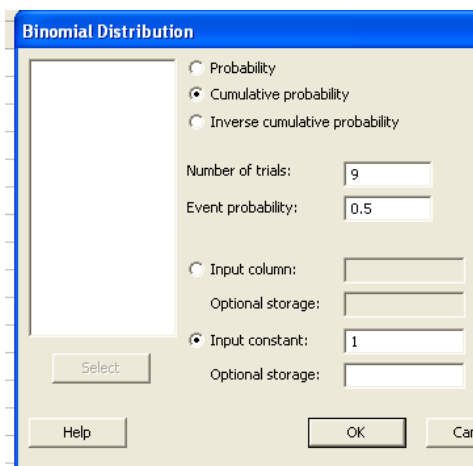 Binomial Distribution
Probability
Cumulative probability
Inverse cumulative probability
Number of trials: 9
Event probability: 0.5
Input column:
Optional storage:
Input constant: 1
Optional storage:
Select
Help OK Can